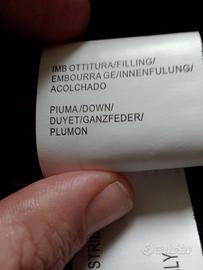 IMB OTTITURA/FILLING/
EMBOURRA GE/INNENFULUNG/
ACOLCHADO
PIUMA/DOWN/
DUYET/GANZFEDER/
PLUMON